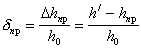 δ_пр = Δh_пр / h_0 = (h^/ − h_пр) / h_0